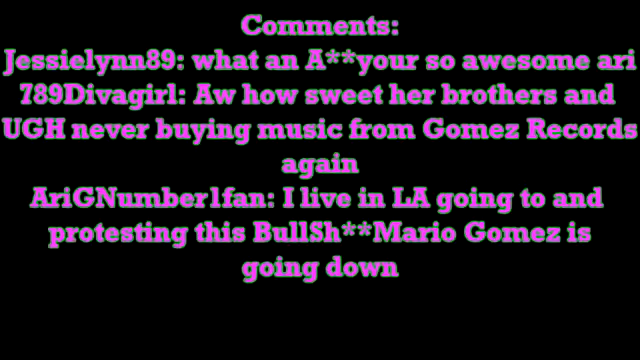 Comments:
Jessielynn89: what an A**your so awesome ari
789Divagirl: Aw how sweet her brothers and
UGH never buying music from Gomez Records
again
AriGNumber1fan: I live in LA going to and
protesting this BullSh**Mario Gomez is
going down